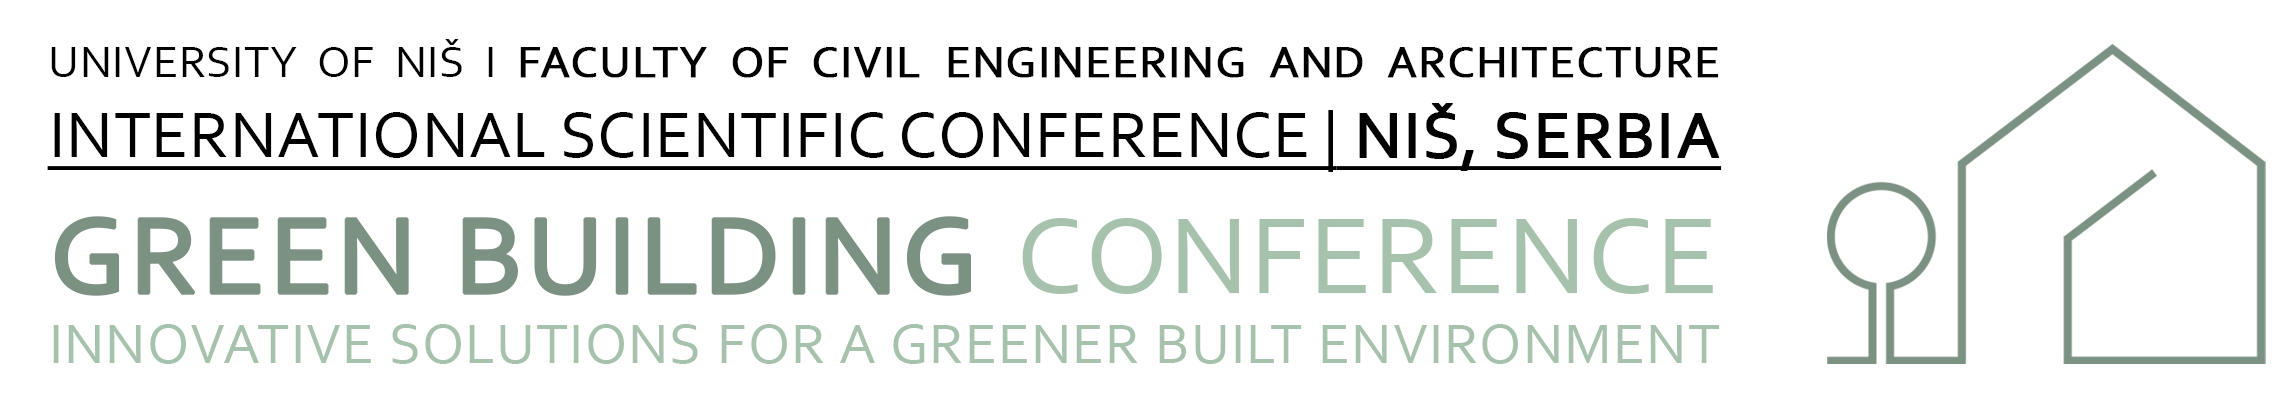 UNIVERSITY OF NIŠ | FACULTY OF CIVIL ENGINEERING AND ARCHITECTURE
INTERNATIONAL SCIENTIFIC CONFERENCE | NIŠ, SERBIA
GREEN BUILDING CONFERENCE
INNOVATIVE SOLUTIONS FOR A GREENER BUILT ENVIRONMENT